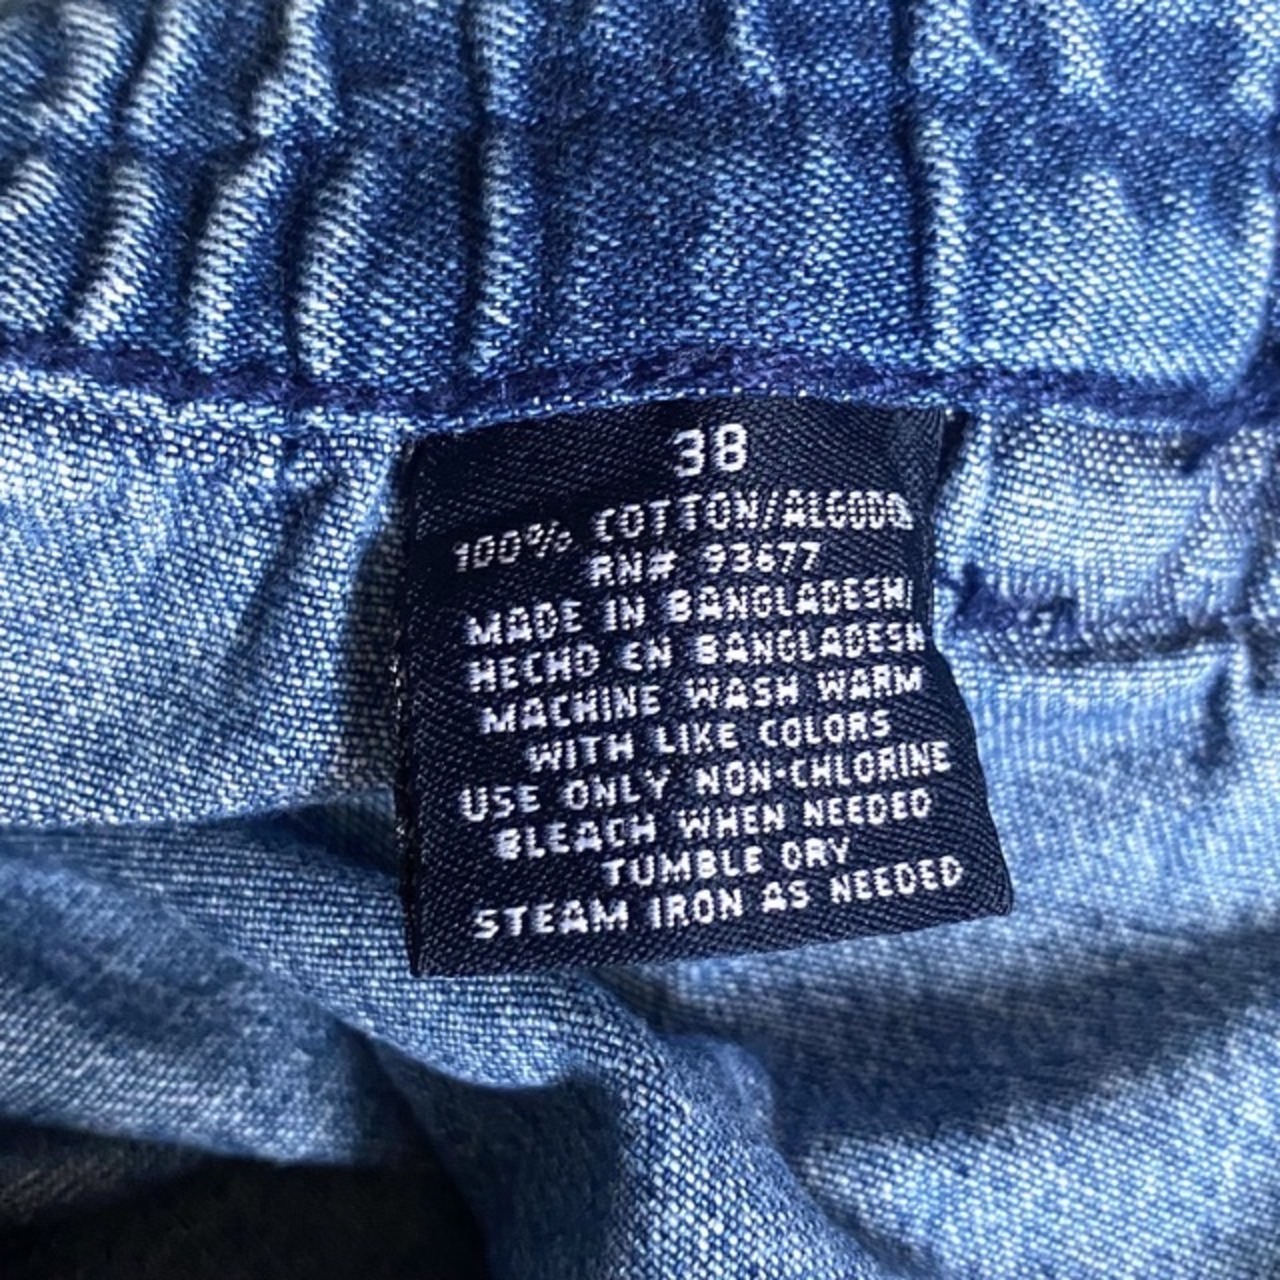 38
100% COTTON/ALGODON
RN# 93677
MADE IN BANGLADESH/
HECHO EN BANGLADESH
MACHINE WASH WARM
WITH LIKE COLORS
USE ONLY NON-CHLORINE
BLEACH WHEN NEEDED
TUMBLE DRY
STEAM IRON AS NEEDED